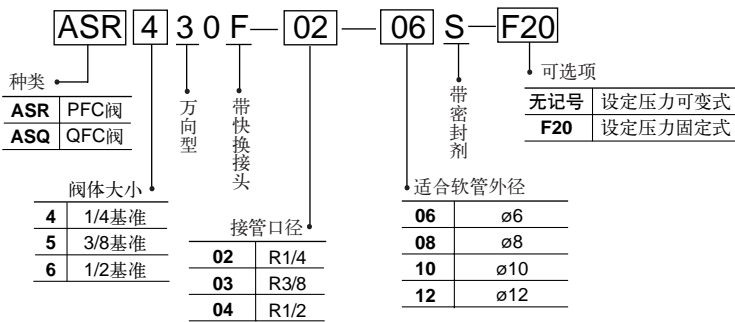 ASR 4 3 0 F— 02 — 06 S—F20
种类
ASR PFC阀
ASQ QFC阀
阀体大小
4 1/4基准
5 3/8基准
6 1/2基准
万向型
带快换接头
接管口径
02 R1/4
03 R3/8
04 R1/2
适合软管外径
06 ø6
08 ø8
10 ø10
12 ø12
带密封剂
可选项
无记号 设定压力可变式
F20 设定压力固定式